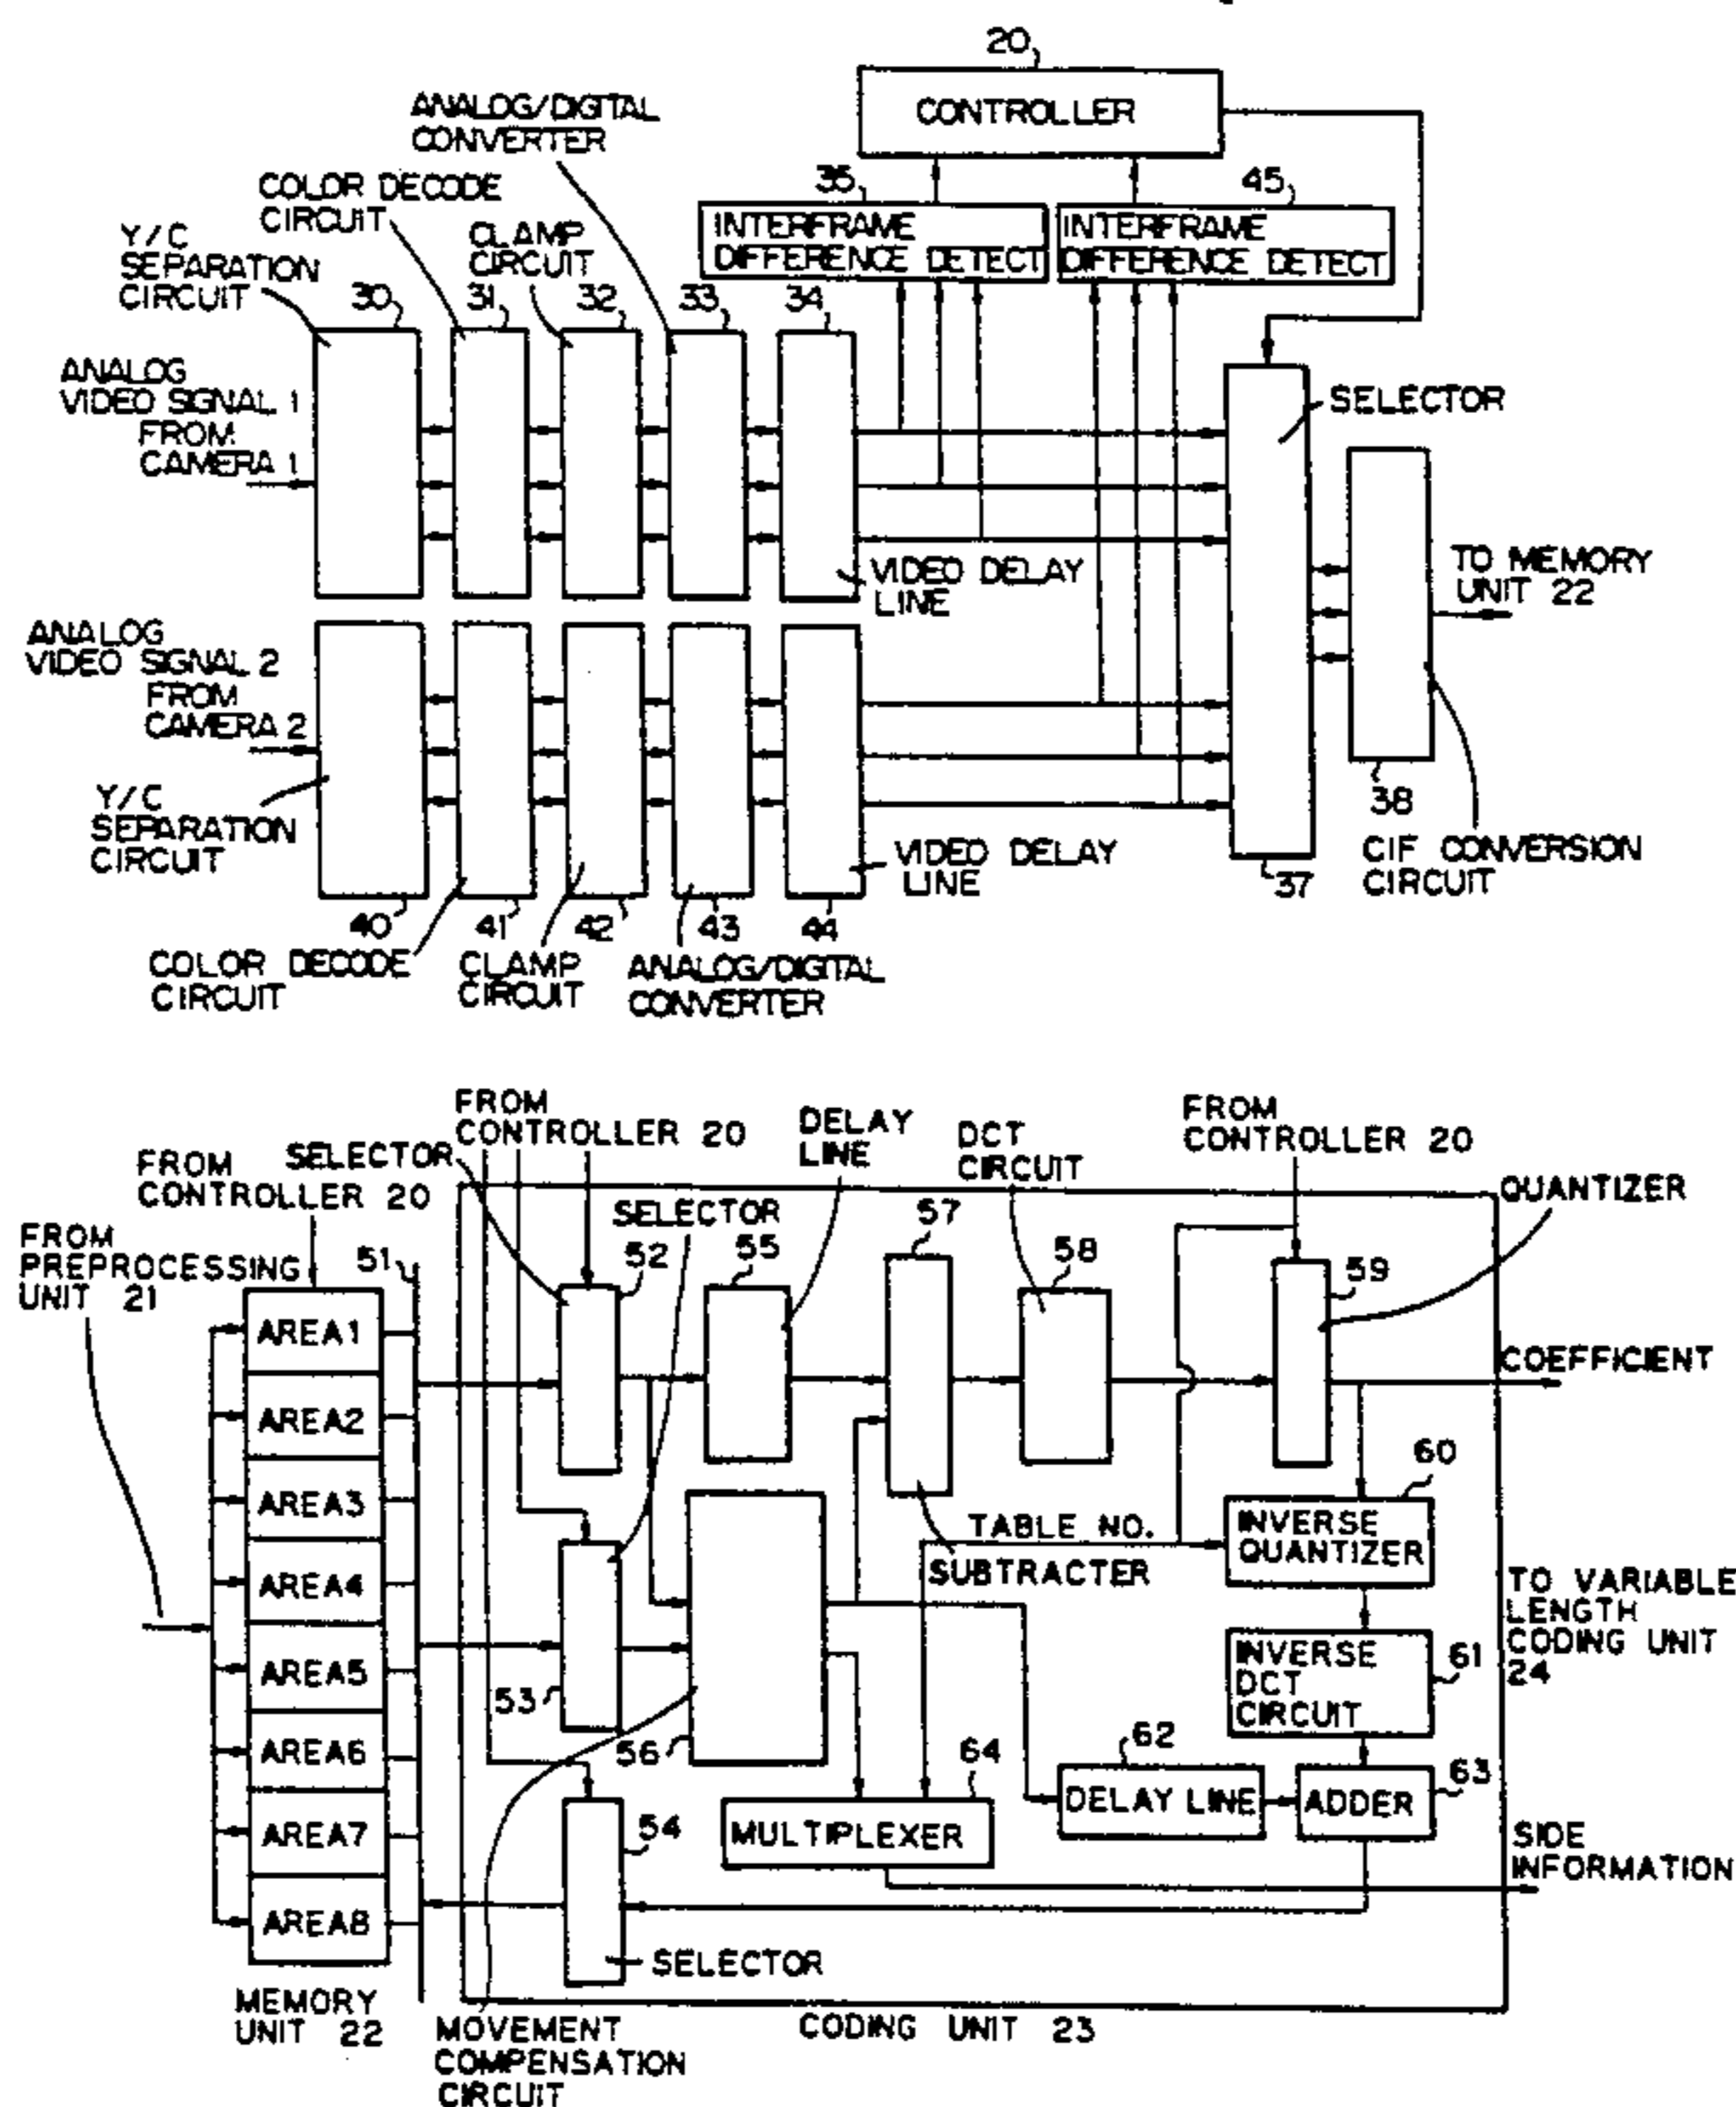 20
CONTROLLER
ANALOG/DIGITAL
CONVERTER
COLOR DECODE
CIRCUIT
Y/C
SEPARATION
CIRCUIT
CLAMP
CIRCUIT
35
45
INTERFRAME
DIFFERENCE DETECT
INTERFRAME
DIFFERENCE DETECT
30
31
32
33
34
ANALOG
VIDEO SIGNAL 1
FROM
CAMERA 1
SELECTOR
VIDEO DELAY
LINE
TO MEMORY
UNIT 22
ANALOG
VIDEO SIGNAL 2
FROM
CAMERA 2
Y/C
SEPARATION
CIRCUIT
VIDEO DELAY
LINE
38
CIF CONVERSION
CIRCUIT
37
40
41
42
43
44
COLOR DECODE
CIRCUIT
CLAMP
CIRCUIT
ANALOG/DIGITAL
CONVERTER
FROM
CONTROLLER 20
DELAY
LINE
DCT
CIRCUIT
FROM
CONTROLLER 20
FROM
CONTROLLER 20
SELECTOR
QUANTIZER
FROM
PREPROCESSING
UNIT 21
51
SELECTOR
52
55
57
58
59
AREA1
AREA2
AREA3
AREA4
AREA5
AREA6
AREA7
AREA8
COEFFICIENT
60
INVERSE
QUANTIZER
TABLE NO.
SUBTRACTER
TO VARIABLE
LENGTH
CODING UNIT
24
INVERSE
DCT
CIRCUIT
61
53
56
64
62
63
DELAY LINE
ADDER
54
MULTIPLEXER
SIDE
INFORMATION
SELECTOR
MEMORY
UNIT 22
MOVEMENT
COMPENSATION
CIRCUIT
CODING UNIT 23